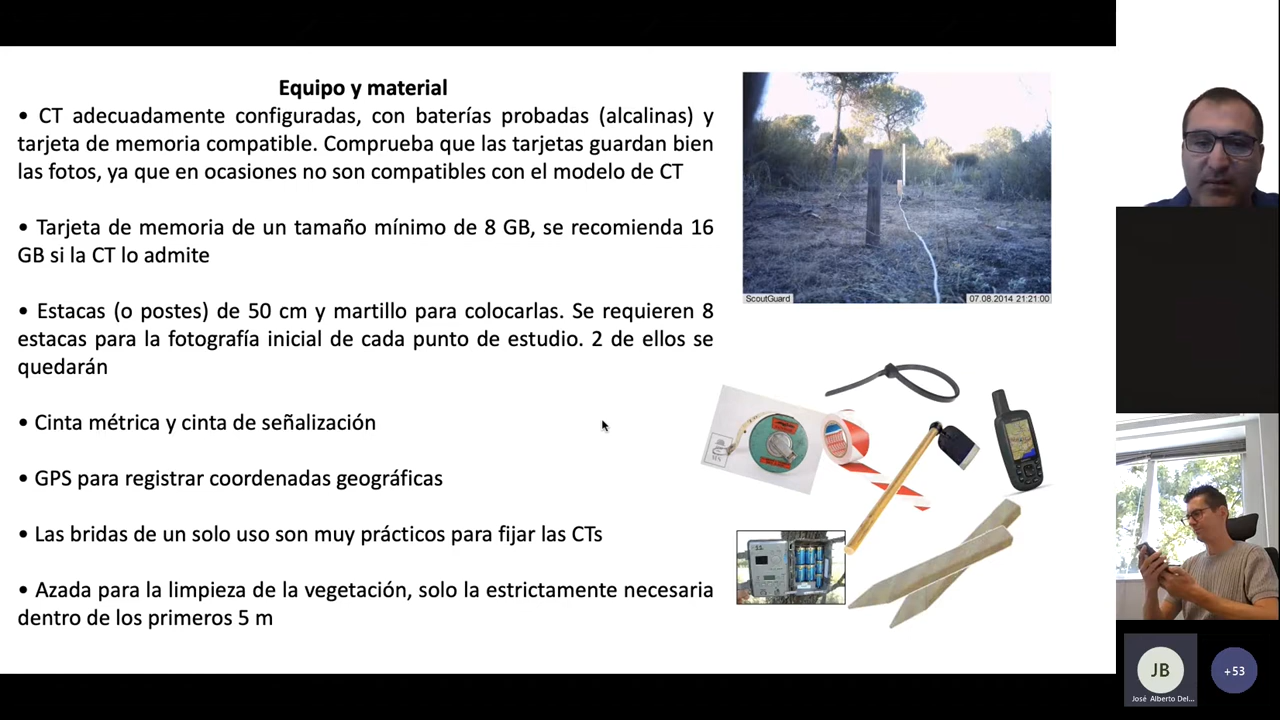 Equipo y material
• CT adecuadamente configuradas, con baterías probadas (alcalinas) y
tarjeta de memoria compatible. Comprueba que las tarjetas guardan bien
las fotos, ya que en ocasiones no son compatibles con el modelo de CT
• Tarjeta de memoria de un tamaño mínimo de 8 GB, se recomienda 16
GB si la CT lo admite
• Estacas (o postes) de 50 cm y martillo para colocarlas. Se requieren 8
estacas para la fotografía inicial de cada punto de estudio. 2 de ellos se
quedarán
• Cinta métrica y cinta de señalización
• GPS para registrar coordenadas geográficas
• Las bridas de un solo uso son muy prácticos para fijar las CTs
• Azada para la limpieza de la vegetación, solo la estrictamente necesaria
dentro de los primeros 5 m
ScoutGuard
07.08.2014 21:21:00
JB
José Alberto Del...
+53